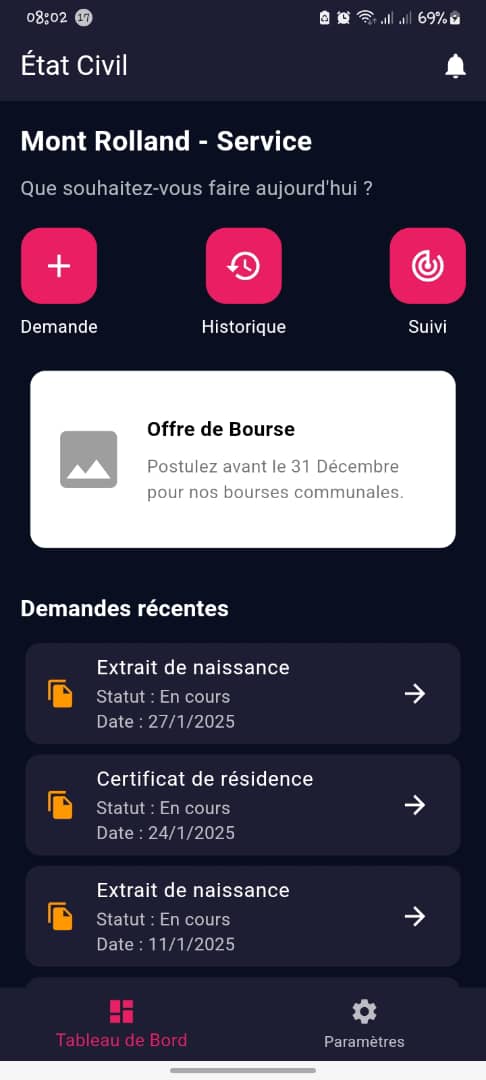 08:02 17 69%
État Civil
Mont Rolland - Service
Que souhaitez-vous faire aujourd'hui ?
Demande Historique Suivi
Offre de Bourse
Postulez avant le 31 Décembre
pour nos bourses communales.
Demandes récentes
Extrait de naissance
Statut : En cours
Date : 27/1/2025
Certificat de résidence
Statut : En cours
Date : 24/1/2025
Extrait de naissance
Statut : En cours
Date : 11/1/2025
Tableau de Bord Paramètres